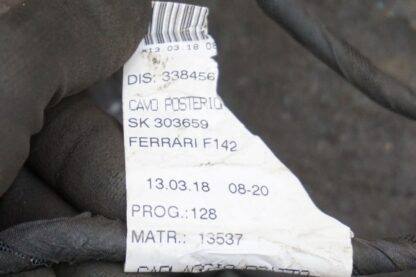 13.03.18 08
DIS: 338456
CAVO POSTERIO
SK 303659
FERRARI F142
13.03.18 08-20
PROG.:128
MATR.: 13537